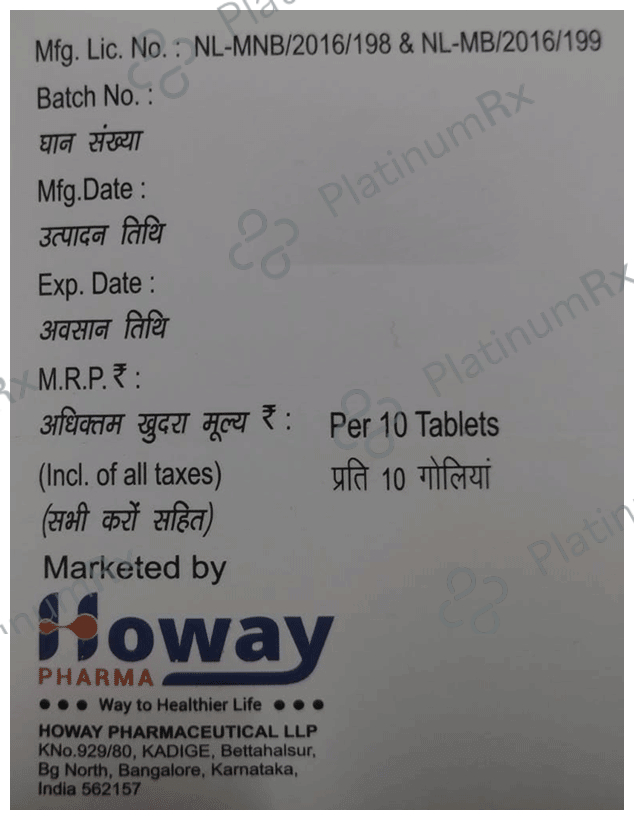 Mfg. Lic. No. : NL-MNB/2016/198 & NL-MB/2016/199
Batch No. :
घान संख्या
Mfg.Date :
उत्पादन तिथि
Exp. Date :
अवसान तिथि
M.R.P. ₹ :
अधिक्तम खुदरा मूल्य ₹ : Per 10 Tablets
(Incl. of all taxes) प्रति 10 गोलियां
(सभी करों सहित)
Marketed by
Howay
PHARMA
Way to Healthier Life
HOWAY PHARMACEUTICAL LLP
KNo.929/80, KADIGE, Bettahalsur,
Bg North, Bangalore, Karnataka,
India 562157
PlatinumRx
PlatinumRx
PlatinumRx
PlatinumRx
PlatinumRx